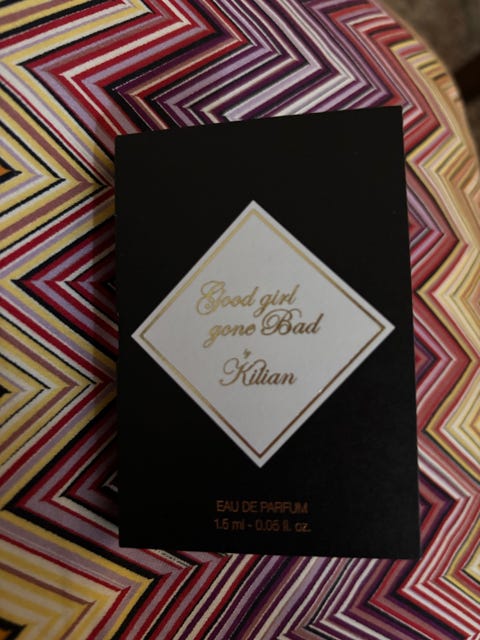 Good girl
gone Bad
by
Kilian
EAU DE PARFUM
1.5 ml - 0.05 fl. oz.